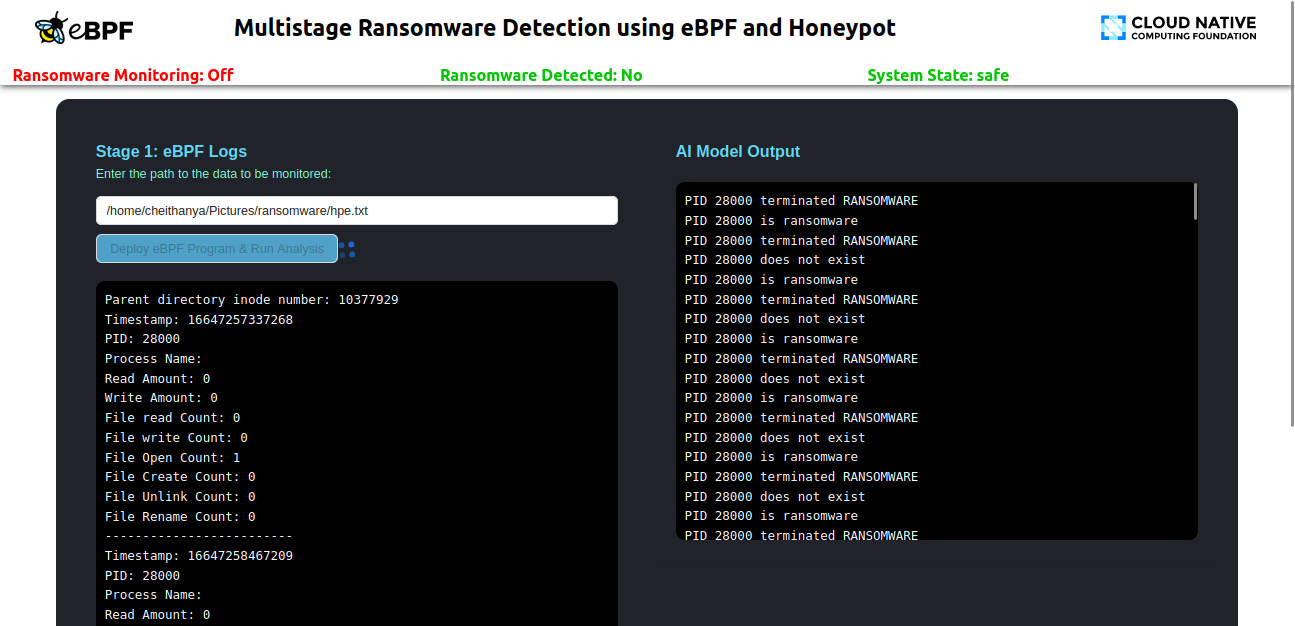 eBPF
Multistage Ransomware Detection using eBPF and Honeypot
CLOUD NATIVE
COMPUTING FOUNDATION
Ransomware Monitoring: Off
Ransomware Detected: No
System State: safe
Stage 1: eBPF Logs
Enter the path to the data to be monitored:
/home/cheithanya/Pictures/ransomware/hpe.txt
Deploy eBPF Program & Run Analysis
Parent directory inode number: 10377929
Timestamp: 16647257337268
PID: 28000
Process Name:
Read Amount: 0
Write Amount: 0
File read Count: 0
File write Count: 0
File Open Count: 1
File Create Count: 0
File Unlink Count: 0
File Rename Count: 0
-------------------------
Timestamp: 16647258467209
PID: 28000
Process Name:
Read Amount: 0
AI Model Output
PID 28000 terminated RANSOMWARE
PID 28000 is ransomware
PID 28000 terminated RANSOMWARE
PID 28000 does not exist
PID 28000 is ransomware
PID 28000 terminated RANSOMWARE
PID 28000 does not exist
PID 28000 is ransomware
PID 28000 terminated RANSOMWARE
PID 28000 does not exist
PID 28000 is ransomware
PID 28000 terminated RANSOMWARE
PID 28000 does not exist
PID 28000 is ransomware
PID 28000 terminated RANSOMWARE
PID 28000 does not exist
PID 28000 is ransomware
PID 28000 terminated RANSOMWARE